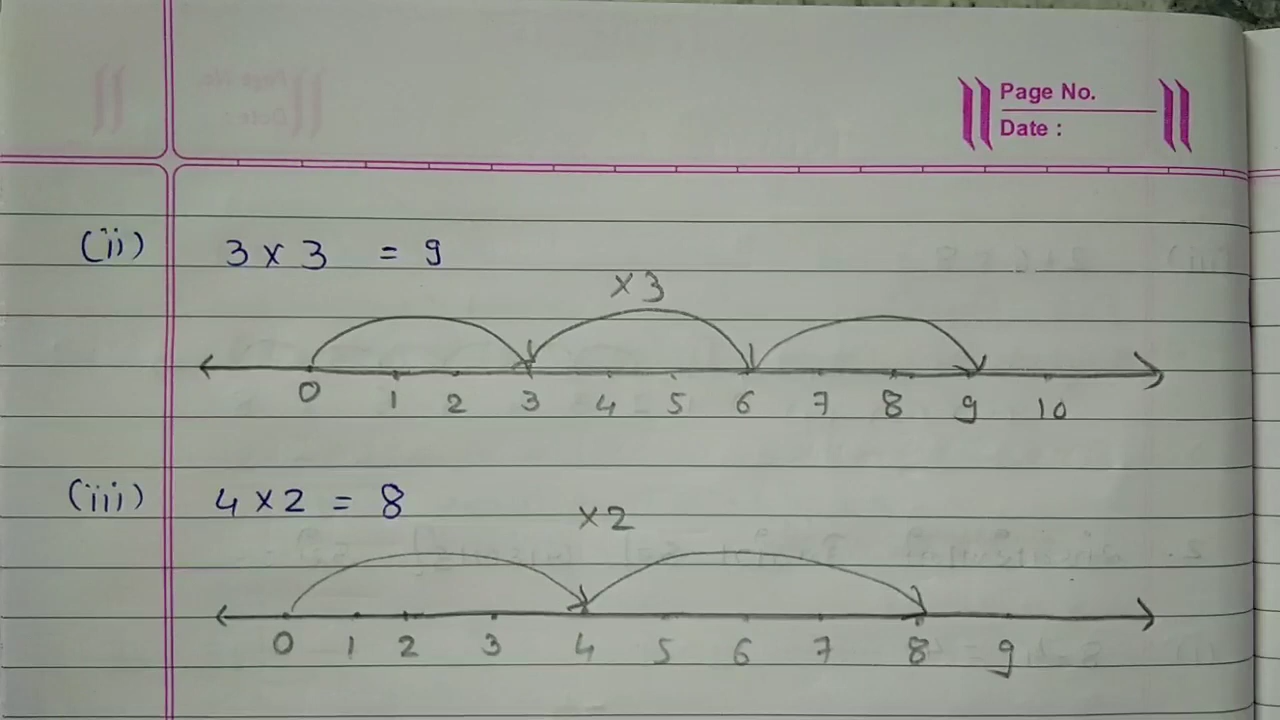 Page No.
Date :
(ii) 3 x 3 = 9
x3
0 1 2 3 4 5 6 7 8 9 10
(iii) 4 x 2 = 8
x2
0 1 2 3 4 5 6 7 8 9